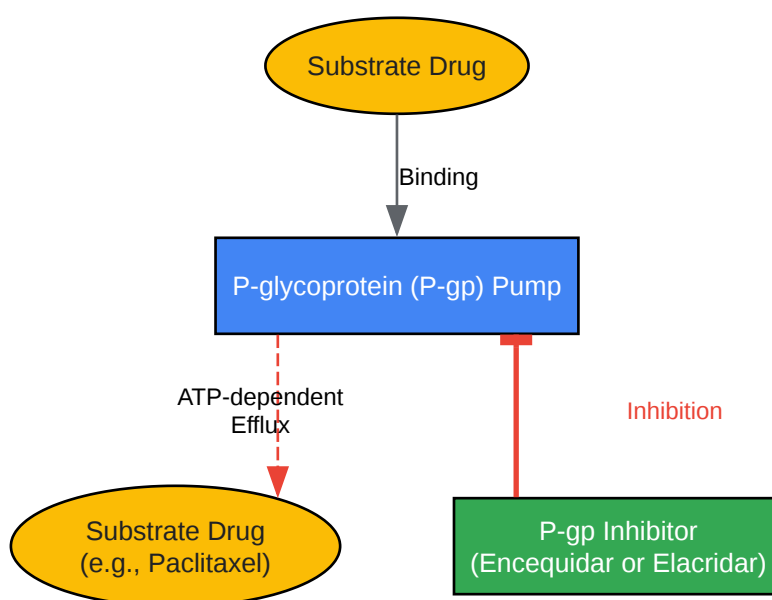 Substrate Drug
Binding
P-glycoprotein (P-gp) Pump
ATP-dependent
Efflux
Inhibition
Substrate Drug
(e.g., Paclitaxel)
P-gp Inhibitor
(Encequidar or Elacridar)